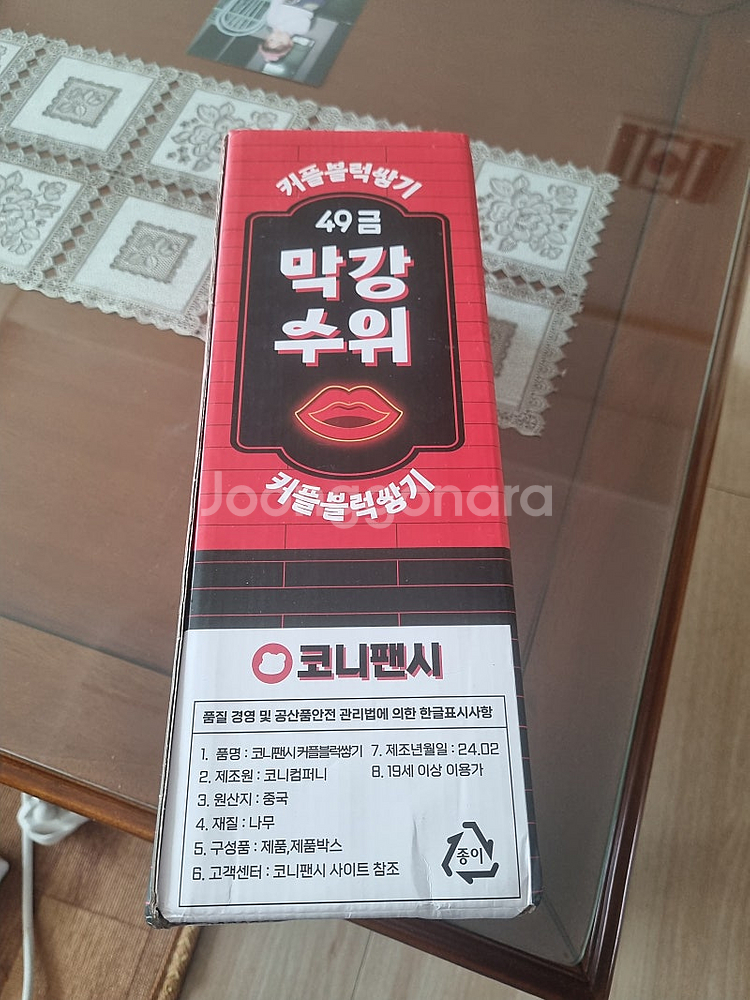 커플블럭쌓기
49금
막강
수위
커플블럭쌓기
Joonggonara
코니팬시
품질 경영 및 공산품안전 관리법에 의한 한글표시사항
1. 품명 : 코니팬시커플블럭쌓기 7. 제조년월일 : 24.02
2. 제조원 : 코니컴퍼니 8. 19세 이상 이용가
3. 원산지 : 중국
4. 재질 : 나무
5. 구성품 : 제품,제품박스
6. 고객센터 : 코니팬시 사이트 참조
종이